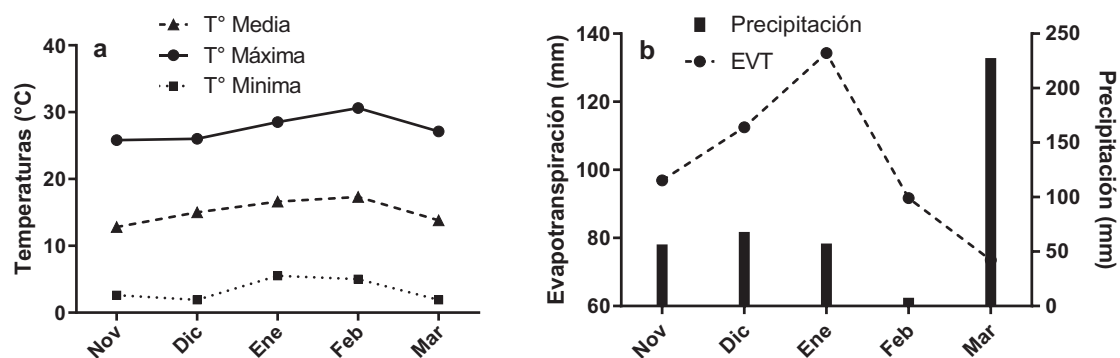 a
T° Media
T° Máxima
T° Minima
Temperaturas (°C)
40
30
20
10
0
Nov
Dic
Ene
Feb
Mar
b
Precipitación
EVT
Evapotranspiración (mm)
140
120
100
80
60
Precipitación (mm)
250
200
150
100
50
0
Nov
Dic
Ene
Feb
Mar